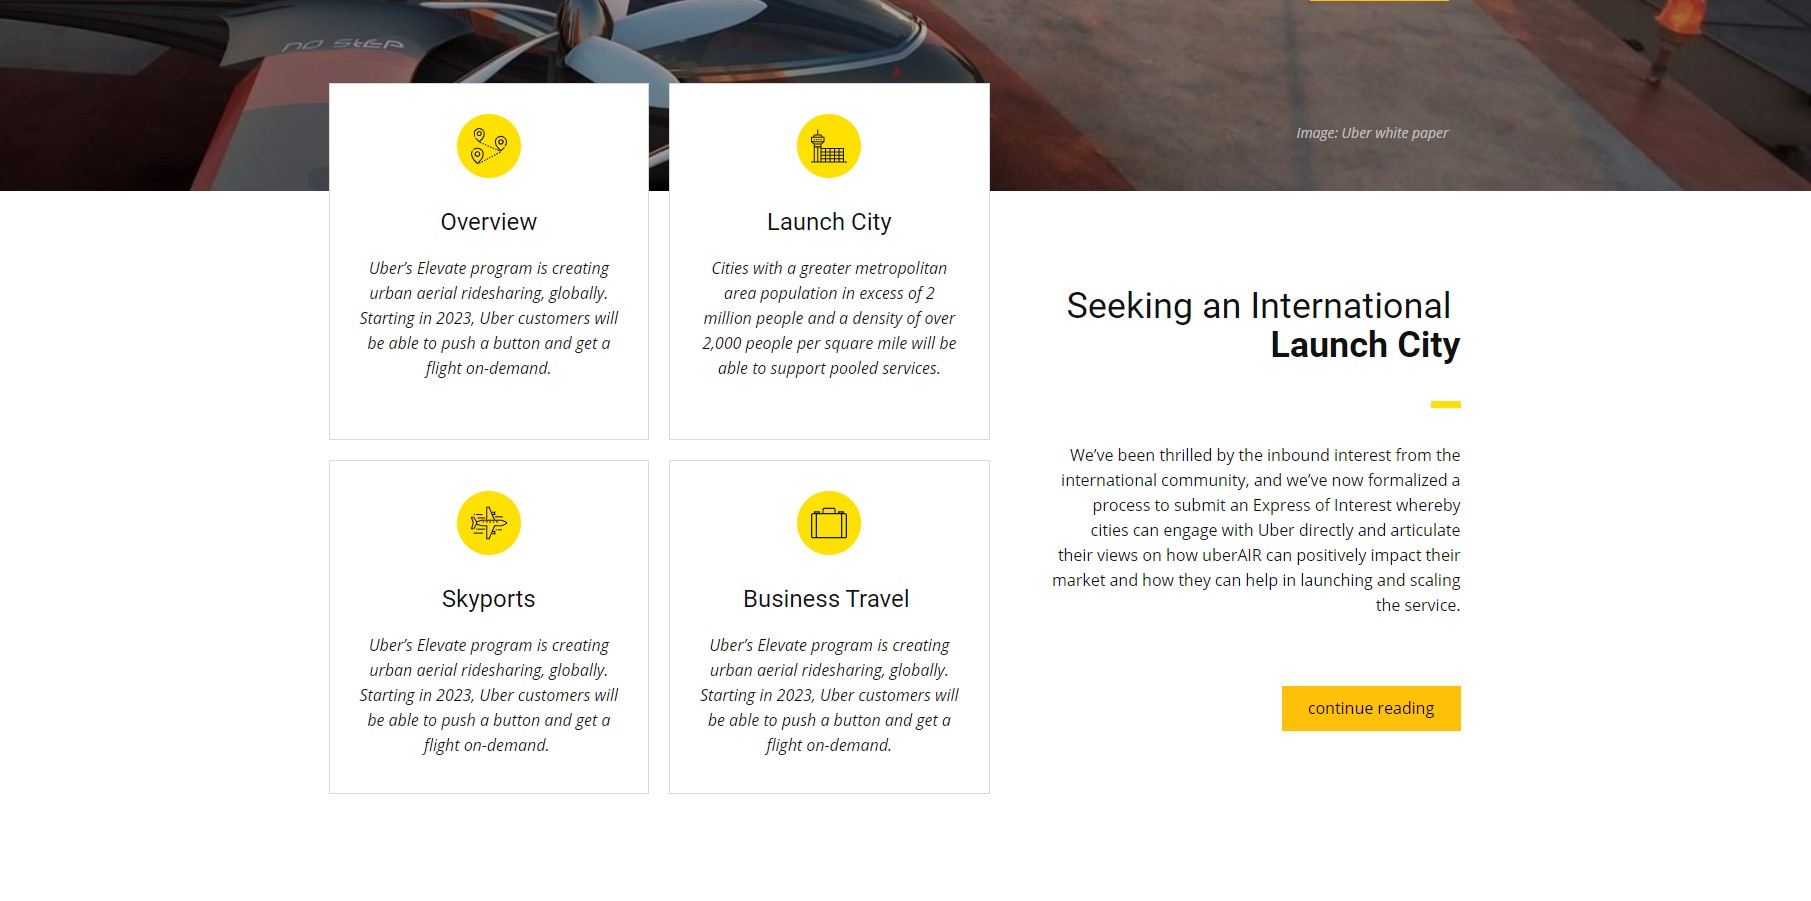 no step
Image: Uber white paper
Overview
Uber’s Elevate program is creating
urban aerial ridesharing, globally.
Starting in 2023, Uber customers will
be able to push a button and get a
flight on-demand.
Launch City
Cities with a greater metropolitan
area population in excess of 2
million people and a density of over
2,000 people per square mile will be
able to support pooled services.
Skyports
Uber’s Elevate program is creating
urban aerial ridesharing, globally.
Starting in 2023, Uber customers will
be able to push a button and get a
flight on-demand.
Business Travel
Uber’s Elevate program is creating
urban aerial ridesharing, globally.
Starting in 2023, Uber customers will
be able to push a button and get a
flight on-demand.
Seeking an International
Launch City
We’ve been thrilled by the inbound interest from the
international community, and we’ve now formalized a
process to submit an Express of Interest whereby
cities can engage with Uber directly and articulate
their views on how uberAIR can positively impact their
market and how they can help in launching and scaling
the service.
continue reading